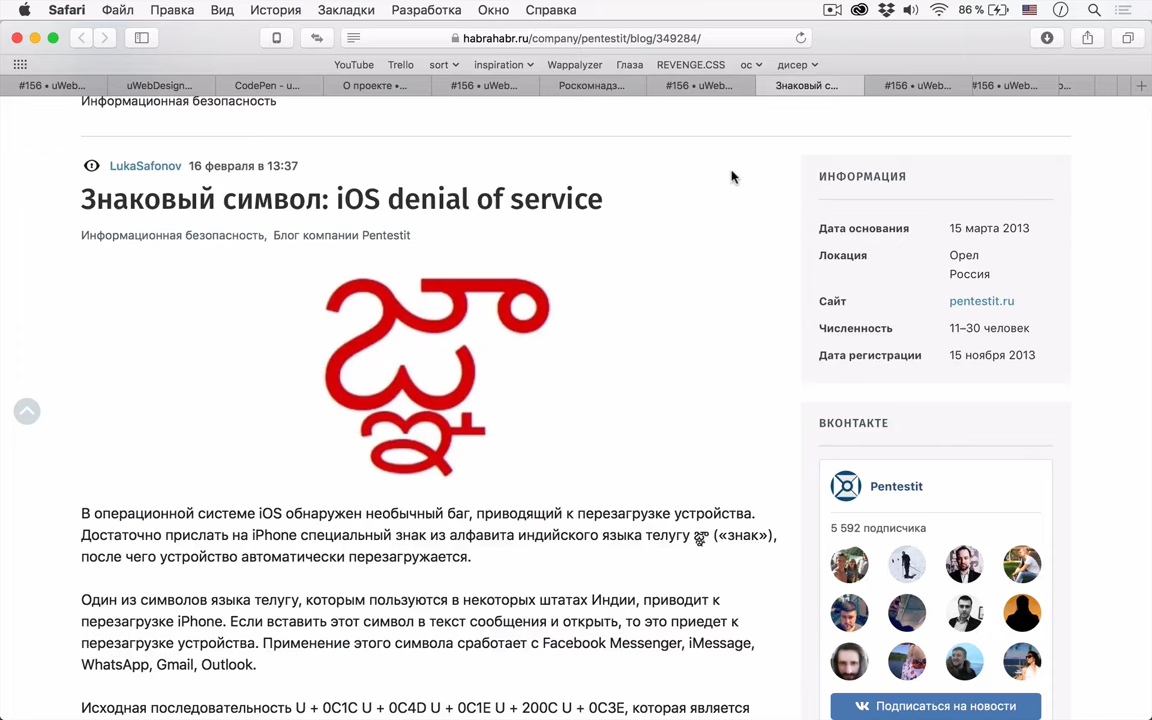 Safari Файл Правка Вид История Закладки Разработка Окно Справка 86 %
habrahabr.ru/company/pentestit/blog/349284/
YouTube Trello sort inspiration Wappalyzer Глаза REVENGE.CSS ос дисер
#156 • uWeb... uWebDesign... CodePen - u... О проекте •... #156 • uWeb... Роскомнадз... #156 • uWeb... Знаковый с... #156 • uWeb... #156 • uWeb...
Информационная безопасность
LukaSafonov 16 февраля в 13:37
Знаковый символ: iOS denial of service
Информационная безопасность, Блог компании Pentestit
జ్ఞా
В операционной системе iOS обнаружен необычный баг, приводящий к перезагрузке устройства.
Достаточно прислать на iPhone специальный знак из алфавита индийского языка телугу జ్ఞా («знак»),
после чего устройство автоматически перезагружается.
Один из символов языка телугу, которым пользуются в некоторых штатах Индии, приводит к
перезагрузке iPhone. Если вставить этот символ в текст сообщения и открыть, то это приедет к
перезагрузке устройства. Применение этого символа сработает с Facebook Messenger, iMessage,
WhatsApp, Gmail, Outlook.
Исходная последовательность U + 0C1C U + 0C4D U + 0C1E U + 200C U + 0C3E, которая является
ИНФОРМАЦИЯ
Дата основания 15 марта 2013
Локация Орел
Россия
Сайт pentestit.ru
Численность 11–30 человек
Дата регистрации 15 ноября 2013
ВКОНТАКТЕ
Pentestit
5 592 подписчика
Подписаться на новости